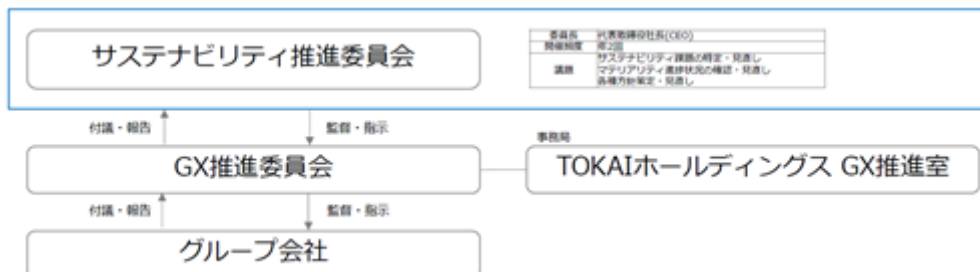 サステナビリティ推進委員会
委員長 代表取締役社長(CEO)
開催頻度 年2回
議題 サステナビリティ課題の特定・見直し
マテリアリティ進捗状況の確認・見直し
各種方針策定・見直し
付議・報告 監督・指示
事務局
GX推進委員会 TOKAIホールディングス GX推進室
付議・報告 監督・指示
グループ会社